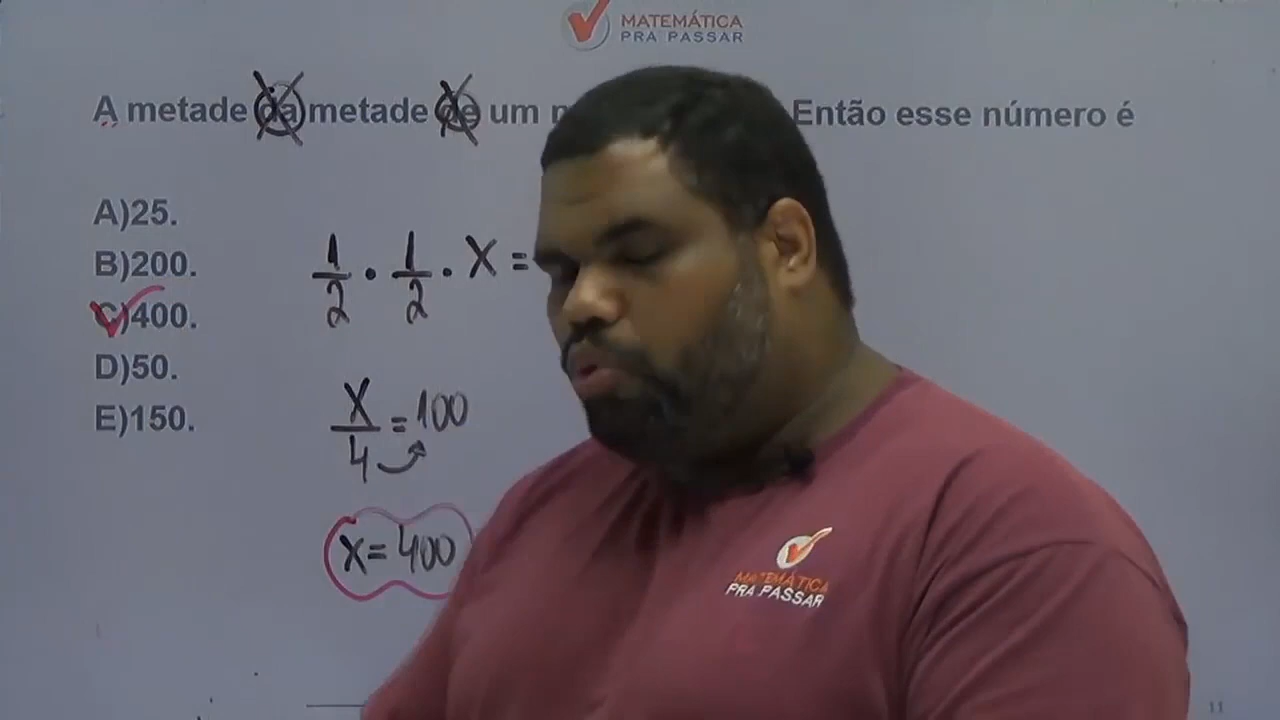 MATEMÁTICA
PRA PASSAR
A metade da metade de um Então esse número é
A)25.
B)200.
C)400.
D)50.
E)150.
1/2 . 1/2 . X =
X/4 = 100
X = 400
MATEMÁTICA
PRA PASSAR
11